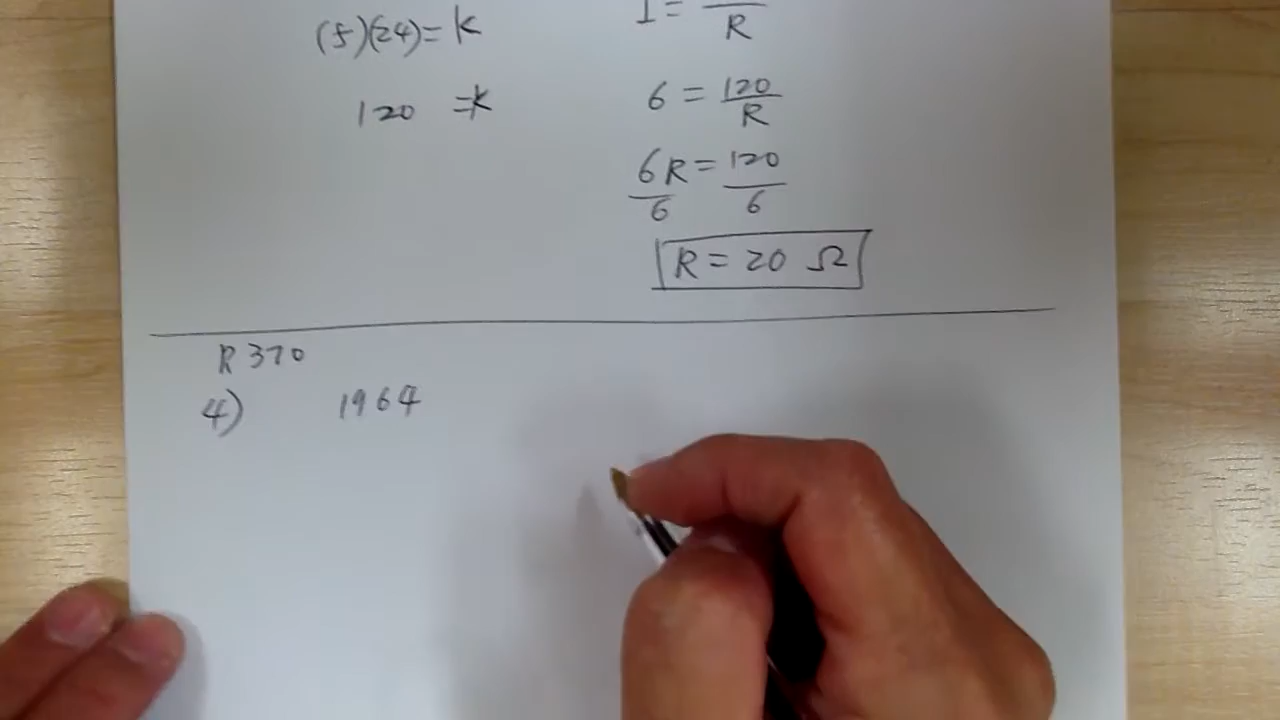 (5)(24)= K
120 =K
I = —
R
6 = 120
R
6R = 120
6 6
R = 20 Ω
R 370
4) 1964